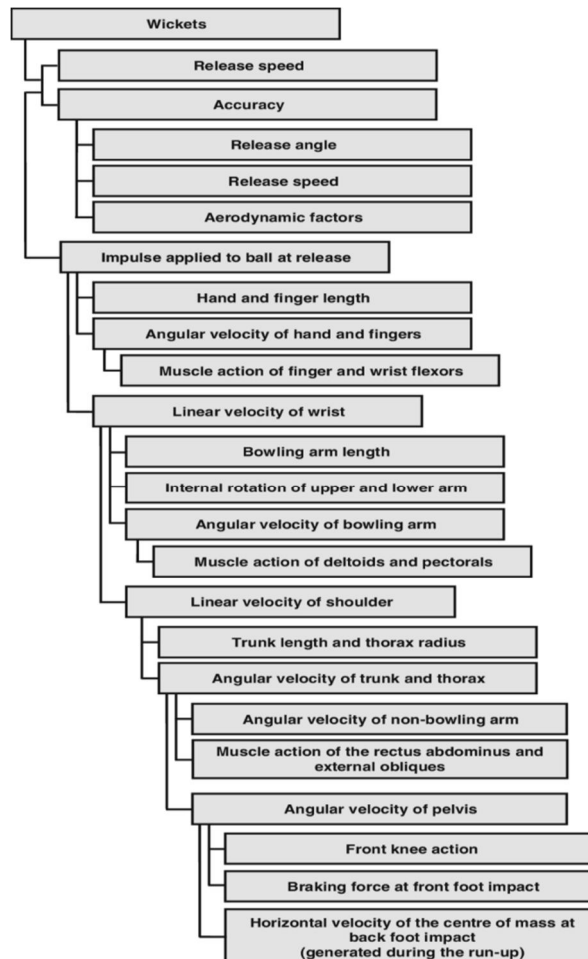 Wickets
Release speed
Accuracy
Release angle
Release speed
Aerodynamic factors
Impulse applied to ball at release
Hand and finger length
Angular velocity of hand and fingers
Muscle action of finger and wrist flexors
Linear velocity of wrist
Bowling arm length
Internal rotation of upper and lower arm
Angular velocity of bowling arm
Muscle action of deltoids and pectorals
Linear velocity of shoulder
Trunk length and thorax radius
Angular velocity of trunk and thorax
Angular velocity of non-bowling arm
Muscle action of the rectus abdominus and
external obliques
Angular velocity of pelvis
Front knee action
Braking force at front foot impact
Horizontal velocity of the centre of mass at
back foot impact
(generated during the run-up)